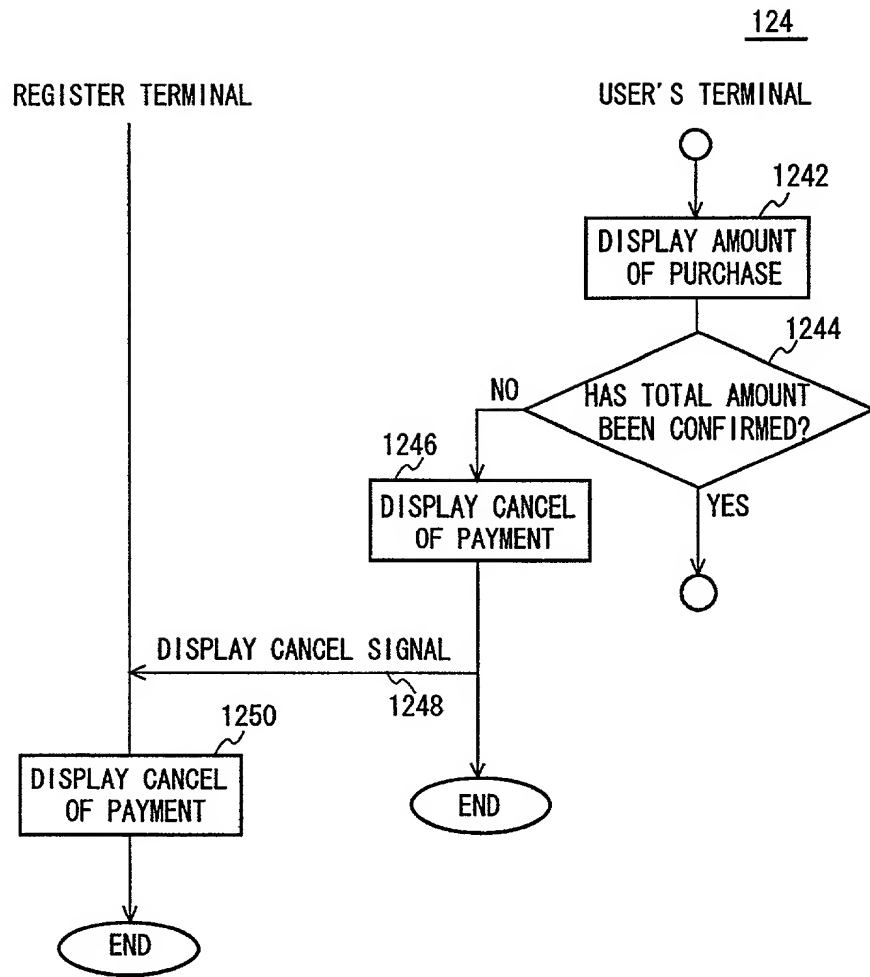 124
REGISTER TERMINAL
USER'S TERMINAL
1242
DISPLAY AMOUNT
OF PURCHASE
1244
HAS TOTAL AMOUNT
BEEN CONFIRMED?
NO
YES
1246
DISPLAY CANCEL
OF PAYMENT
DISPLAY CANCEL SIGNAL
1248
1250
DISPLAY CANCEL
OF PAYMENT
END
END